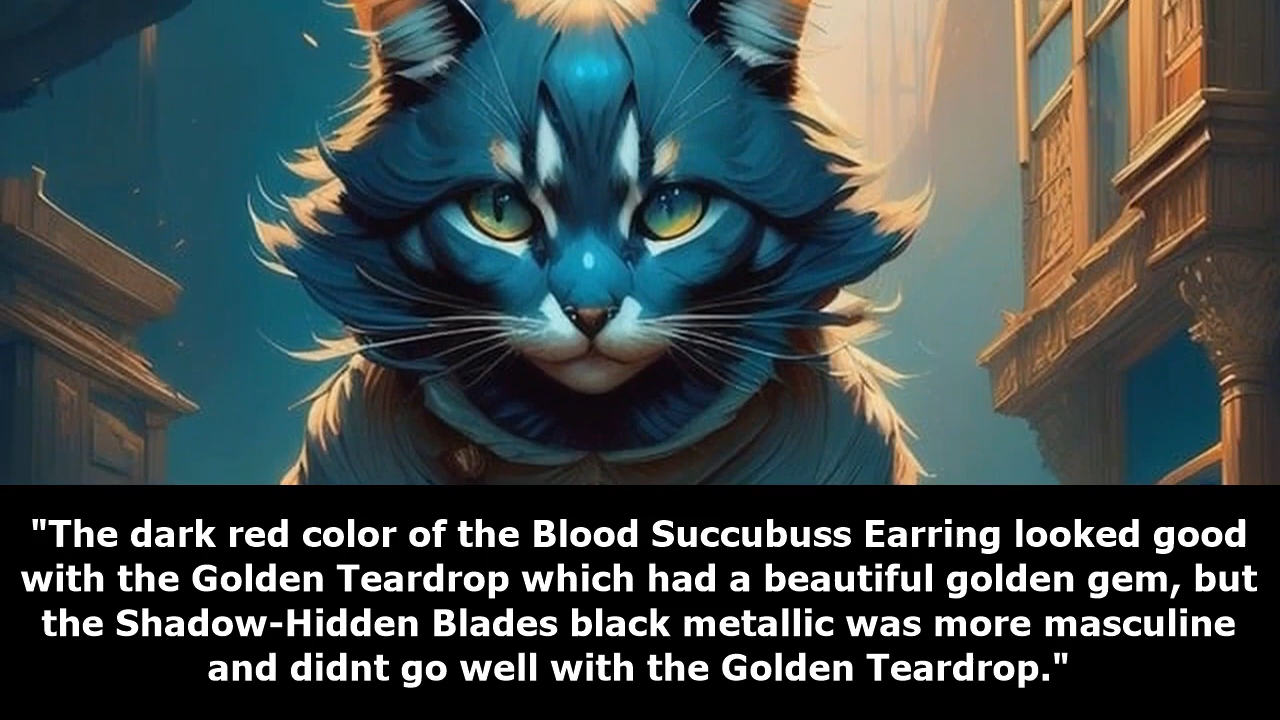 "The dark red color of the Blood Succubuss Earring looked good
with the Golden Teardrop which had a beautiful golden gem, but
the Shadow-Hidden Blades black metallic was more masculine
and didnt go well with the Golden Teardrop."